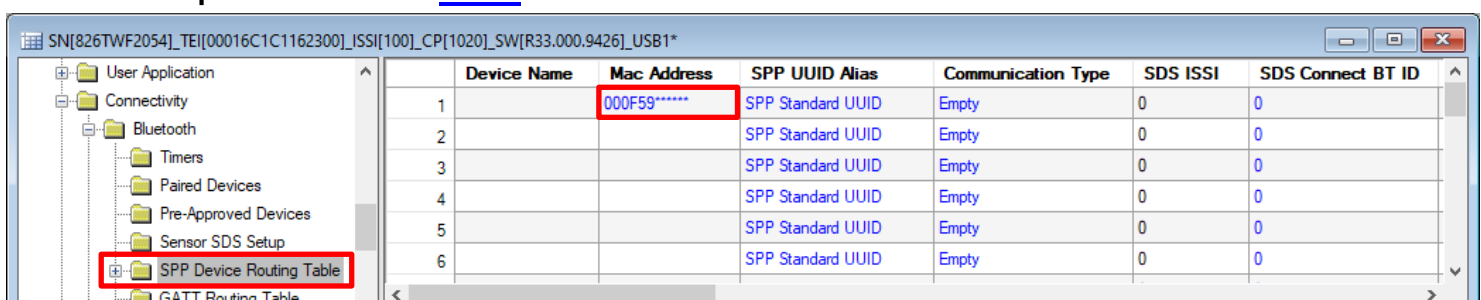 SN[826TWF2054]_TEI[00016C1C1162300]_ISSI[100]_CP[1020]_SW[R33.000.9426]_USB1*
User Application
Connectivity
Bluetooth
Timers
Paired Devices
Pre-Approved Devices
Sensor SDS Setup
SPP Device Routing Table
GATT Routing Table
Device Name Mac Address SPP UUID Alias Communication Type SDS ISSI SDS Connect BT ID
1 000F59****** SPP Standard UUID Empty 0 0
2 SPP Standard UUID Empty 0 0
3 SPP Standard UUID Empty 0 0
4 SPP Standard UUID Empty 0 0
5 SPP Standard UUID Empty 0 0
6 SPP Standard UUID Empty 0 0